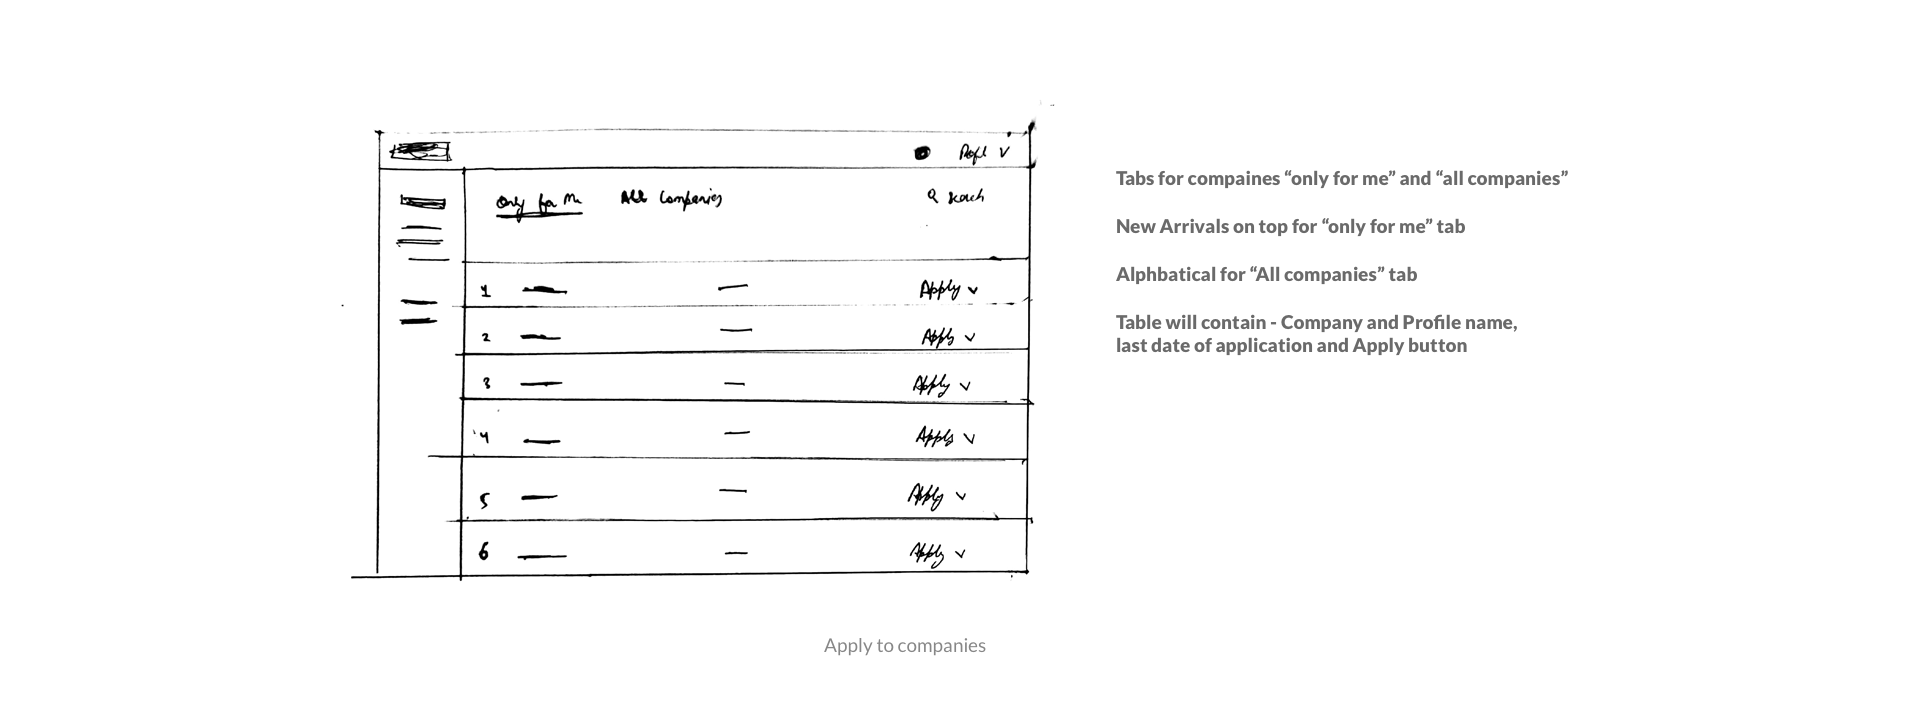 Profile V
Only for Me All Companies Search
1 Apply v
2 Apply v
3 Apply v
4 Apply v
5 Apply v
6 Apply v
Tabs for compaines “only for me” and “all companies”
New Arrivals on top for “only for me” tab
Alphbatical for “All companies” tab
Table will contain - Company and Profile name,
last date of application and Apply button
Apply to companies